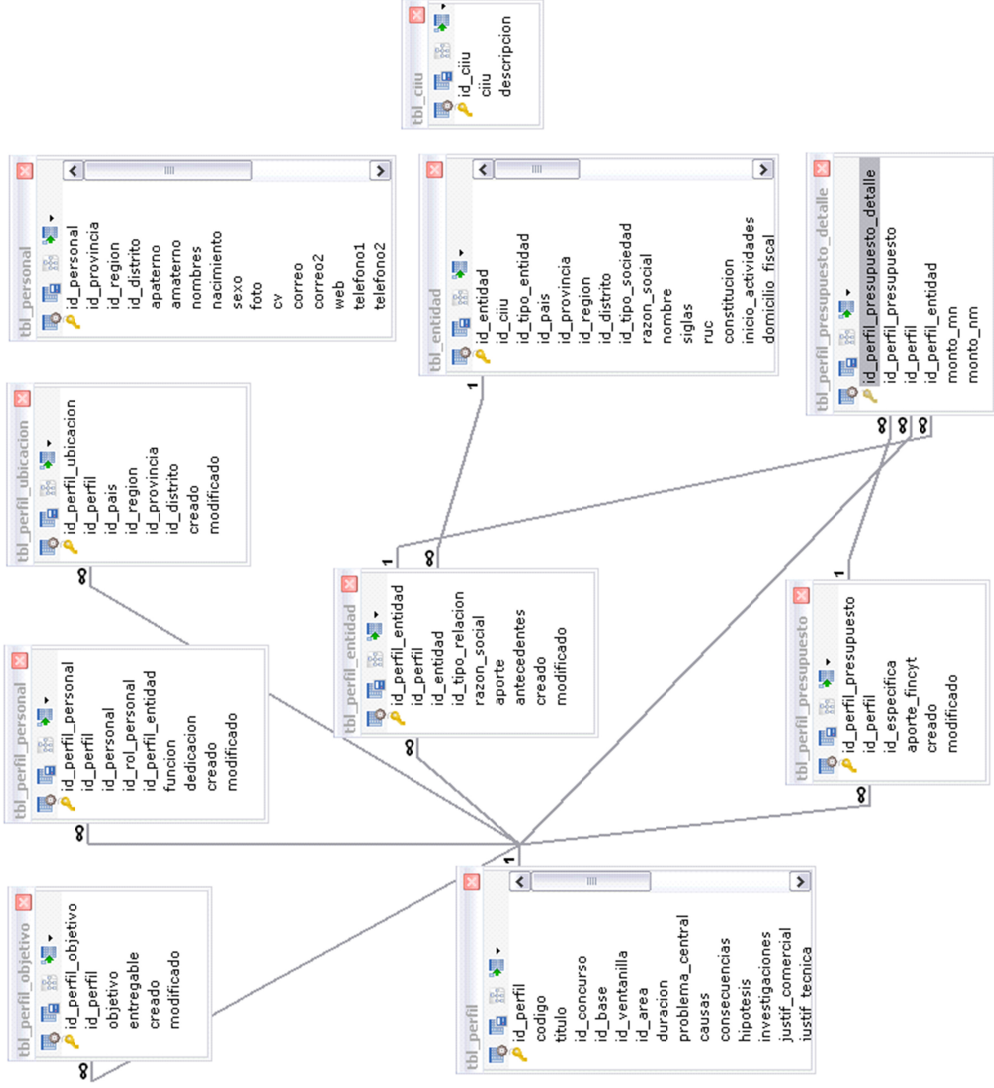 tbl_perfil_objetivo
id_perfil_objetivo
id_perfil
objetivo
entregable
creado
modificado
∞
tbl_perfil_personal
id_perfil_personal
id_perfil
id_personal
id_rol_personal
id_perfil_entidad
funcion
dedicacion
creado
modificado
∞
tbl_perfil_ubicacion
id_perfil_ubicacion
id_perfil
id_pais
id_region
id_provincia
id_distrito
creado
modificado
∞
tbl_personal
id_personal
id_provincia
id_region
id_distrito
apaterno
amaterno
nombres
nacimiento
sexo
foto
cv
correo
correo2
web
telefono1
telefono2
tbl_perfil
id_perfil
codigo
titulo
id_concurso
id_base
id_ventanilla
id_area
duracion
problema_central
causas
consecuencias
hipotesis
investigaciones
justif_comercial
justif_tecnica
1
tbl_perfil_entidad
id_perfil_entidad
id_perfil
id_entidad
id_tipo_relacion
razon_social
aporte
antecedentes
creado
modificado
∞
1
∞
tbl_entidad
id_entidad
id_ciiu
id_tipo_entidad
id_pais
id_provincia
id_region
id_distrito
id_tipo_sociedad
razon_social
nombre
siglas
ruc
constitucion
inicio_actividades
domicilio_fiscal
1
tbl_ciiu
id_ciiu
ciiu
descripcion
tbl_perfil_presupuesto
id_perfil_presupuesto
id_perfil
id_especifica
aporte_fincyt
creado
modificado
∞
1
tbl_perfil_presupuesto_detalle
id_perfil_presupuesto_detalle
id_perfil_presupuesto
id_perfil
id_perfil_entidad
monto_mn
monto_nm
∞
∞
∞